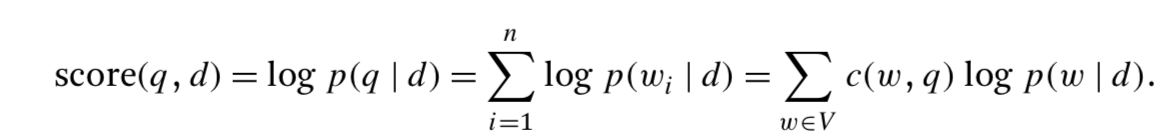 score(q, d) = log p(q | d) = ∑_{i=1}^{n} log p(w_i | d) = ∑_{w∈V} c(w, q) log p(w | d).